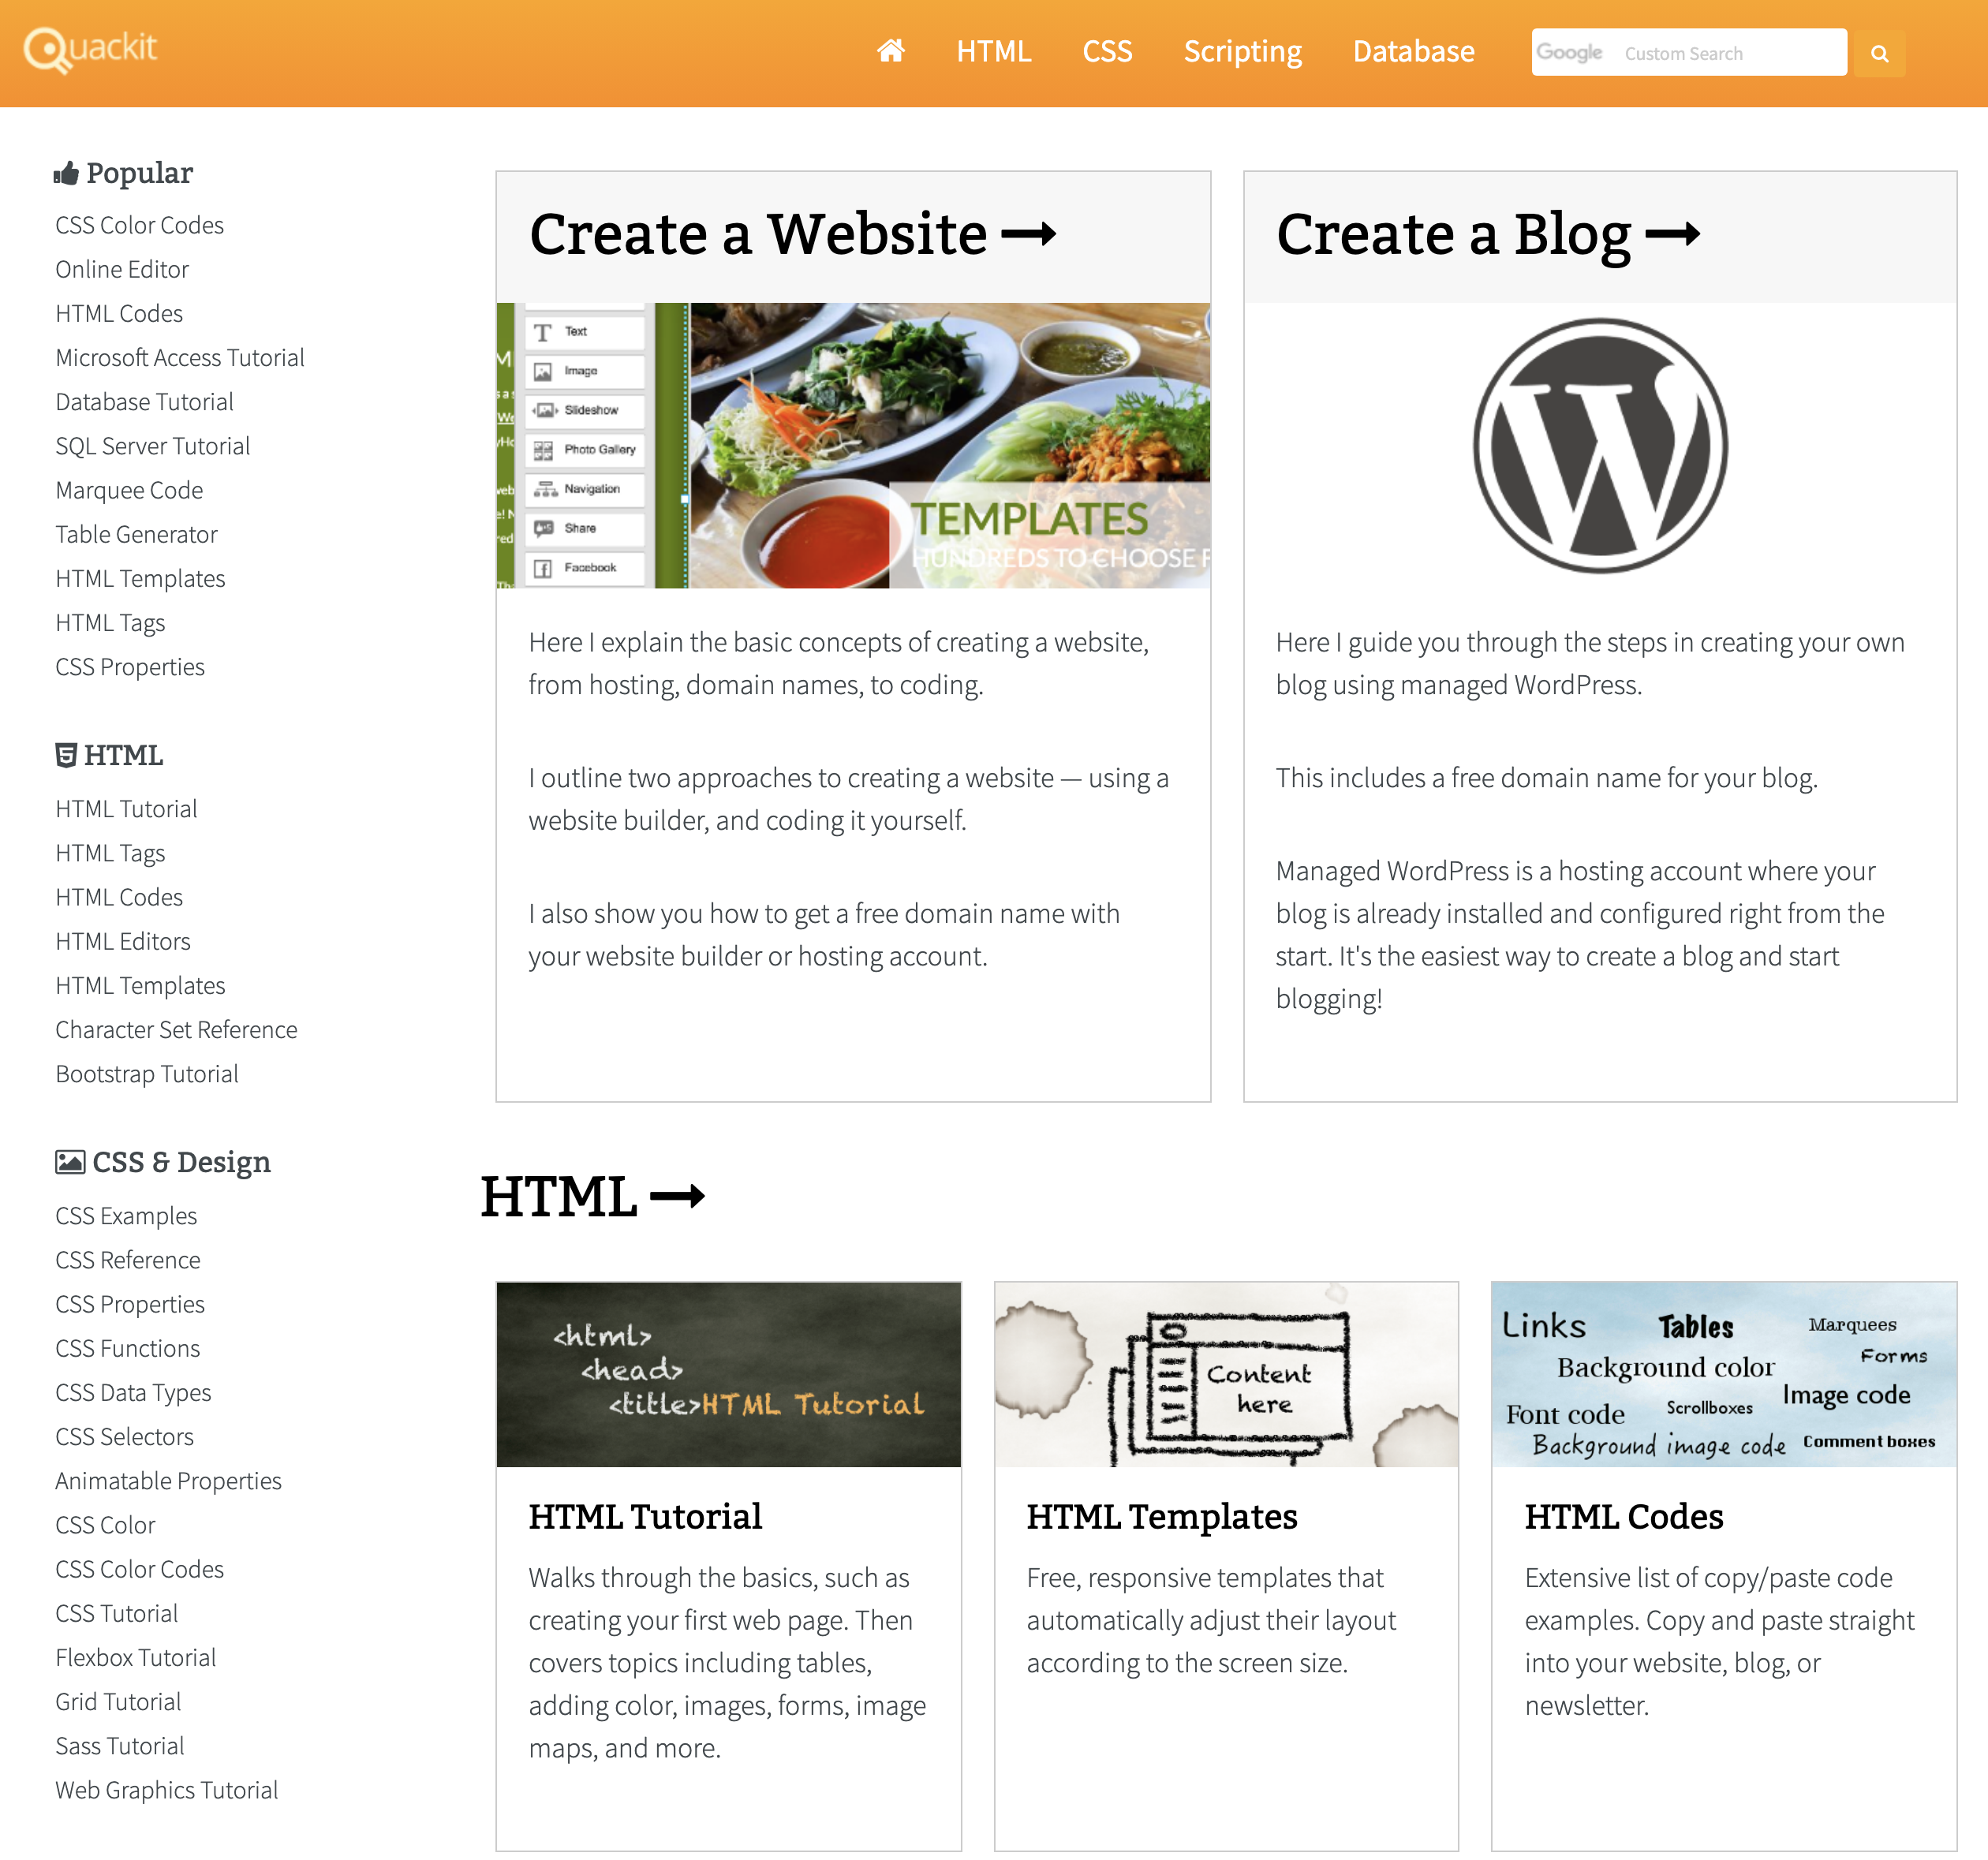 Quackit
HTML
CSS
Scripting
Database
Google
Custom Search
Popular
CSS Color Codes
Online Editor
HTML Codes
Microsoft Access Tutorial
Database Tutorial
SQL Server Tutorial
Marquee Code
Table Generator
HTML Templates
HTML Tags
CSS Properties
HTML
HTML Tutorial
HTML Tags
HTML Codes
HTML Editors
HTML Templates
Character Set Reference
Bootstrap Tutorial
CSS & Design
CSS Examples
CSS Reference
CSS Properties
CSS Functions
CSS Data Types
CSS Selectors
Animatable Properties
CSS Color
CSS Color Codes
CSS Tutorial
Flexbox Tutorial
Grid Tutorial
Sass Tutorial
Web Graphics Tutorial
Create a Website
Text
Image
Slideshow
Photo Gallery
Navigation
Share
Facebook
TEMPLATES
HUNDREDS TO CHOOSE F
Here I explain the basic concepts of creating a website,
from hosting, domain names, to coding.
I outline two approaches to creating a website — using a
website builder, and coding it yourself.
I also show you how to get a free domain name with
your website builder or hosting account.
Create a Blog
W
Here I guide you through the steps in creating your own
blog using managed WordPress.
This includes a free domain name for your blog.
Managed WordPress is a hosting account where your
blog is already installed and configured right from the
start. It's the easiest way to create a blog and start
blogging!
HTML
<html>
<head>
<title>HTML Tutorial
HTML Tutorial
Walks through the basics, such as
creating your first web page. Then
covers topics including tables,
adding color, images, forms, image
maps, and more.
Content
here
HTML Templates
Free, responsive templates that
automatically adjust their layout
according to the screen size.
Links
Tables
Marquees
Forms
Background color
Image code
Font code
Scrollboxes
Background image code
Comment boxes
HTML Codes
Extensive list of copy/paste code
examples. Copy and paste straight
into your website, blog, or
newsletter.